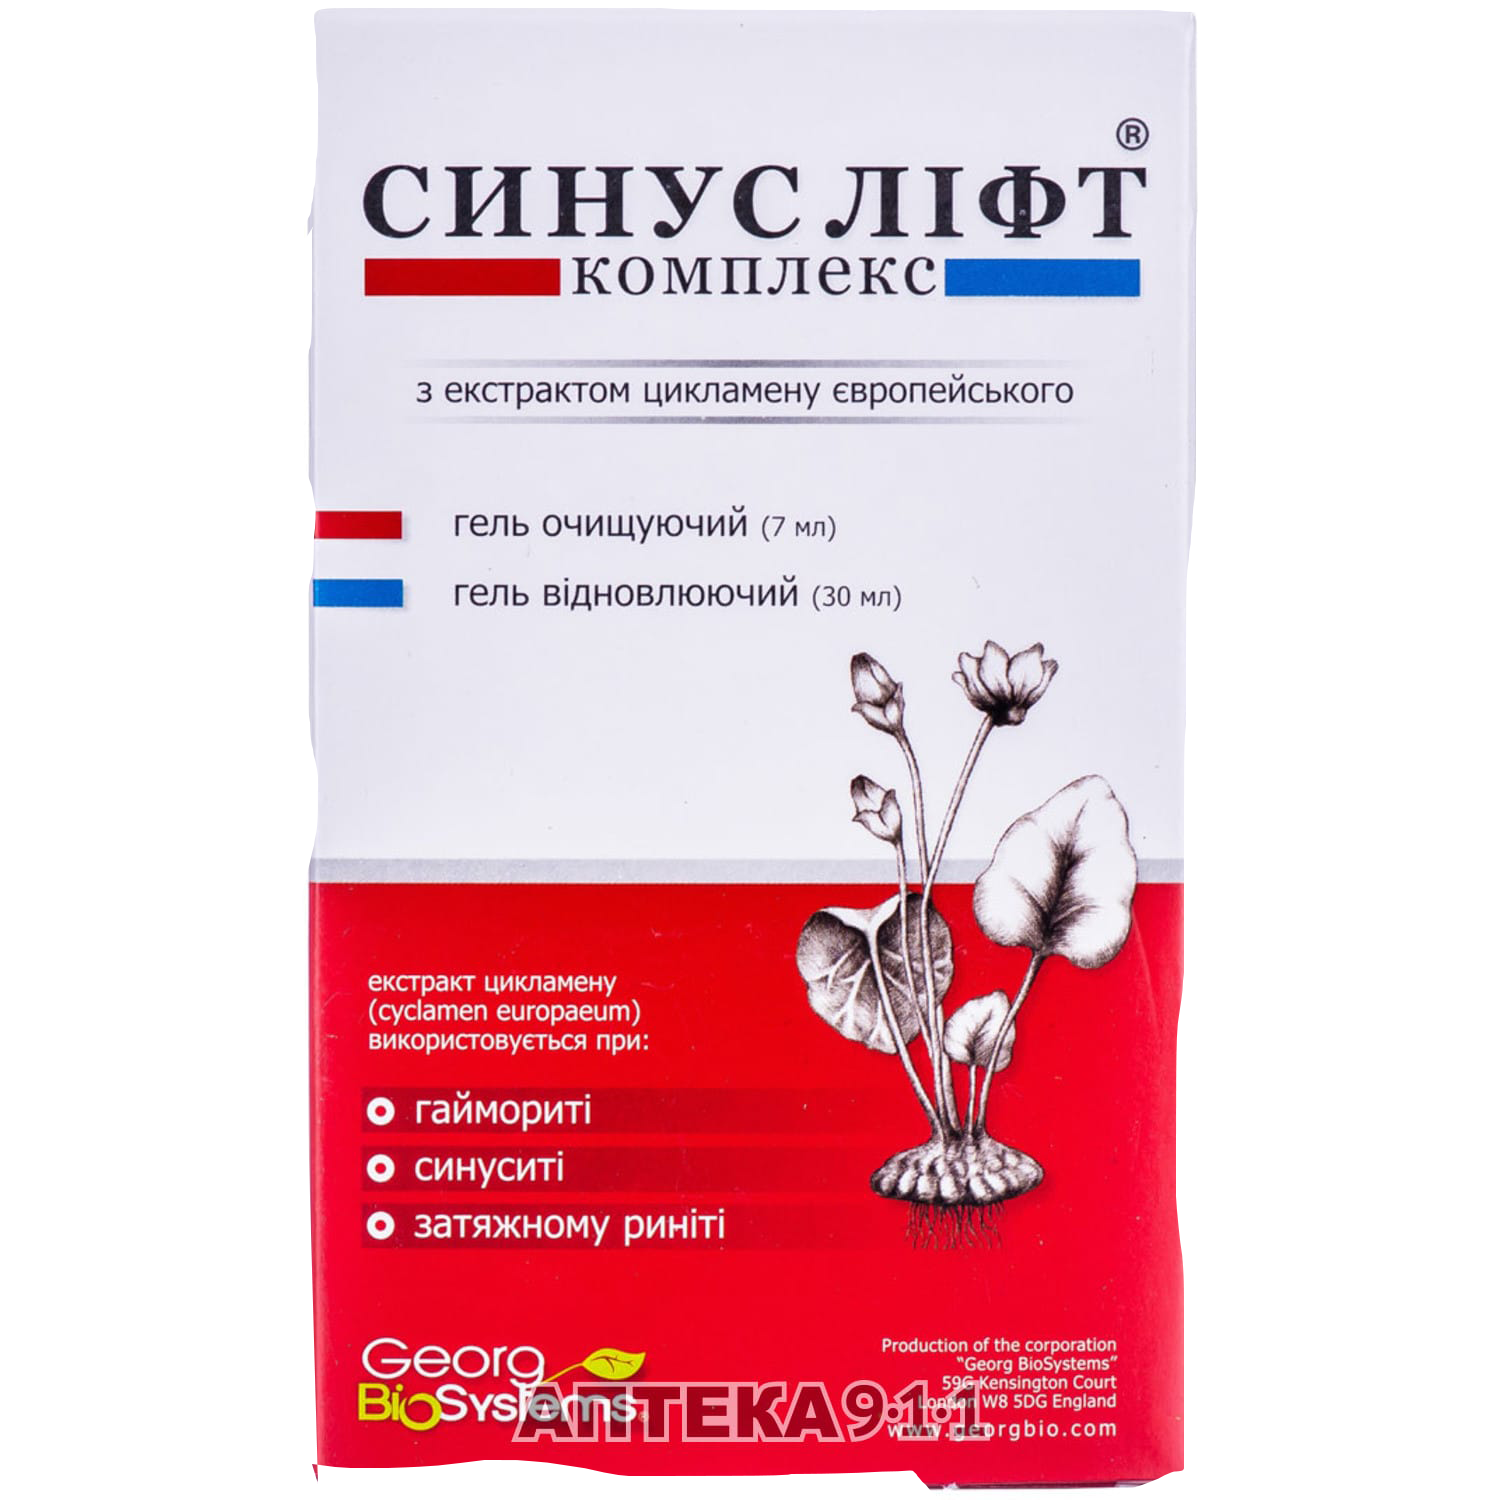 ®
СИНУС ЛІФТ
комплекс
з екстрактом цикламену європейського
гель очищуючий (7 мл)
гель відновлюючий (30 мл)
екстракт цикламену
(cyclamen europaeum)
використовується при:
гаймориті
синуситі
затяжному риніті
Georg
BioSystems
Production of the corporation
"Georg BioSystems"
59G Kensington Court
London W8 5DG England
www.georgbio.com
АПТЕКА9·1·1